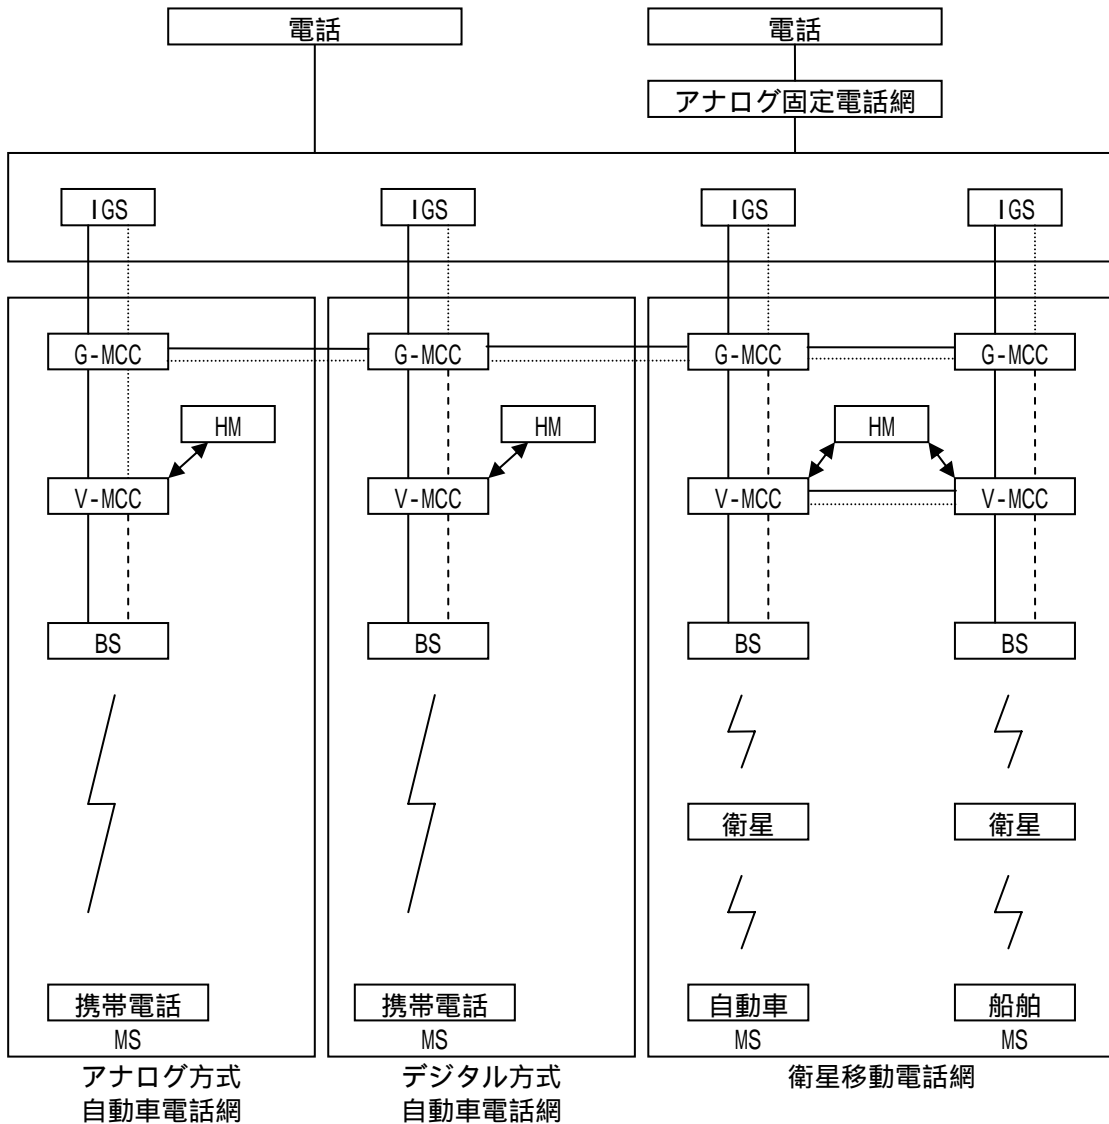 電話
電話
アナログ固定電話網
IGS
IGS
IGS
IGS
G-MCC
G-MCC
G-MCC
G-MCC
HM
HM
HM
V-MCC
V-MCC
V-MCC
V-MCC
BS
BS
BS
BS
衛星
衛星
携帯電話
携帯電話
自動車
船舶
MS
MS
MS
MS
アナログ方式
自動車電話網
デジタル方式
自動車電話網
衛星移動電話網